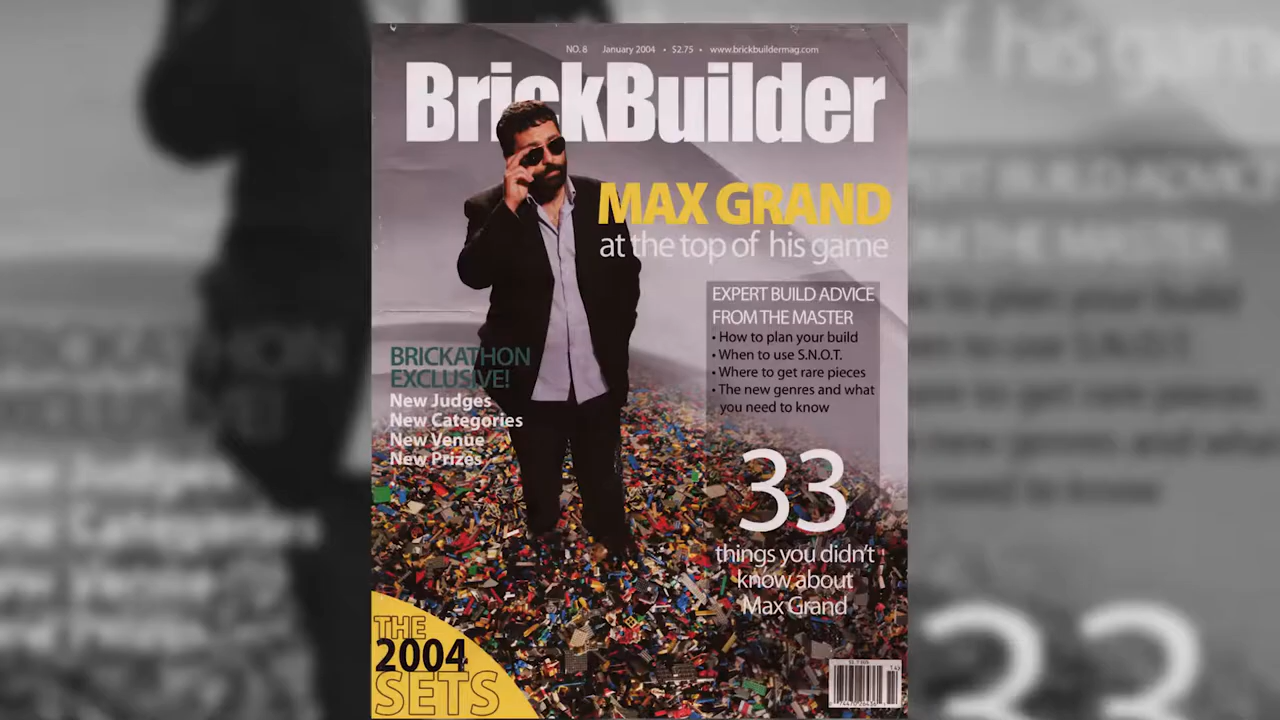 NO. 8 January 2004 • $2.75 • www.brickbuildermag.com
BrickBuilder
MAX GRAND
at the top of his game
EXPERT BUILD ADVICE
FROM THE MASTER
• How to plan your build
• When to use S.N.O.T.
• Where to get rare pieces
• The new genres and what
you need to know
BRICKATHON
EXCLUSIVE!
New Judges
New Categories
New Venue
New Prizes
33
things you didn't
know about
Max Grand
THE
2004
SETS